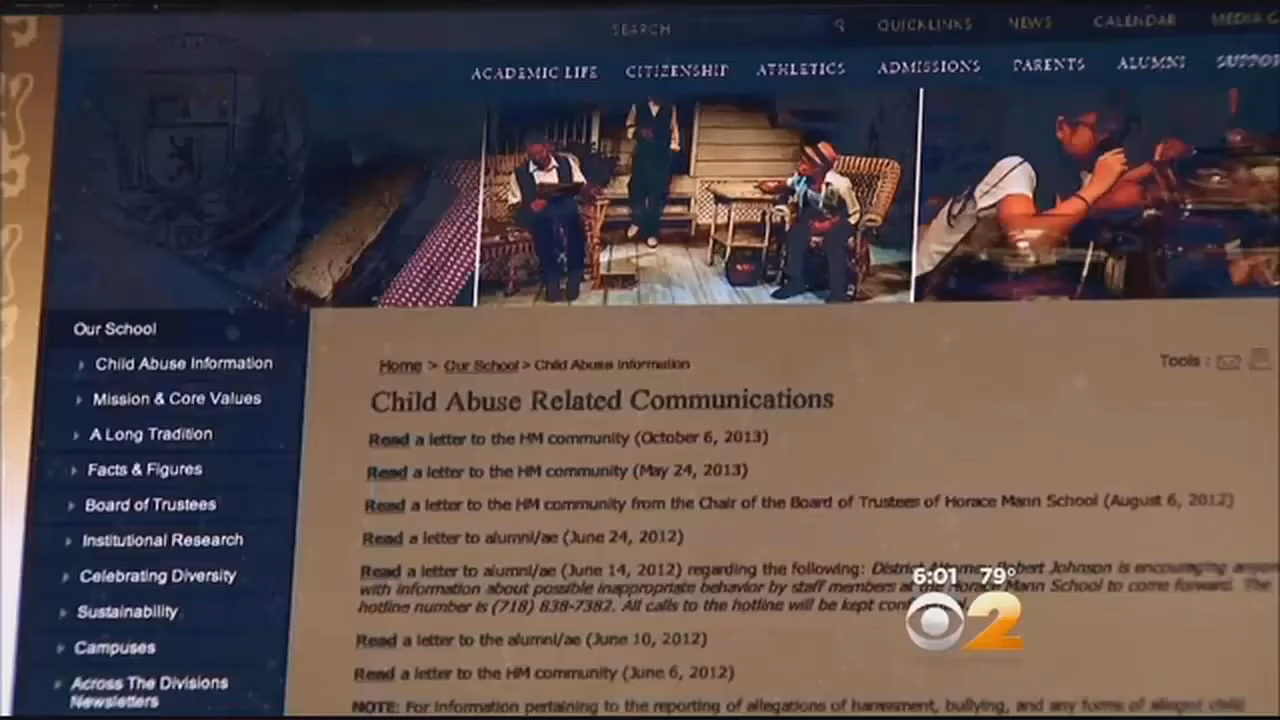 SEARCH QUICKLINKS NEWS CALENDAR MEDIA
ACADEMIC LIFE CITIZENSHIP ATHLETICS ADMISSIONS PARENTS ALUMNI
Our School
Child Abuse Information
Mission & Core Values
A Long Tradition
Facts & Figures
Board of Trustees
Institutional Research
Celebrating Diversity
Sustainability
Campuses
Across The Divisions
Newsletters
Home > Our School > Child Abuse Information
Tools :
Child Abuse Related Communications
Read a letter to the HM community (October 6, 2013)
Read a letter to the HM community (May 24, 2013)
Read a letter to the HM community from the Chair of the Board of Trustees of Horace Mann School (August 6, 2012)
Read a letter to alumni/ae (June 24, 2012)
Read a letter to alumni/ae (June 14, 2012) regarding the following: District Robert Johnson is encouraging
with information about possible inappropriate behavior by staff members at the Horace Mann School to come forward. The
hotline number is (718) 838-7382. All calls to the hotline will be kept
Read a letter to the alumni/ae (June 10, 2012)
Read a letter to the HM community (June 6, 2012)
NOTE: For information pertaining to the reporting of allegations of harassment, bullying, and any forms of alleged child
6:01 79°
2